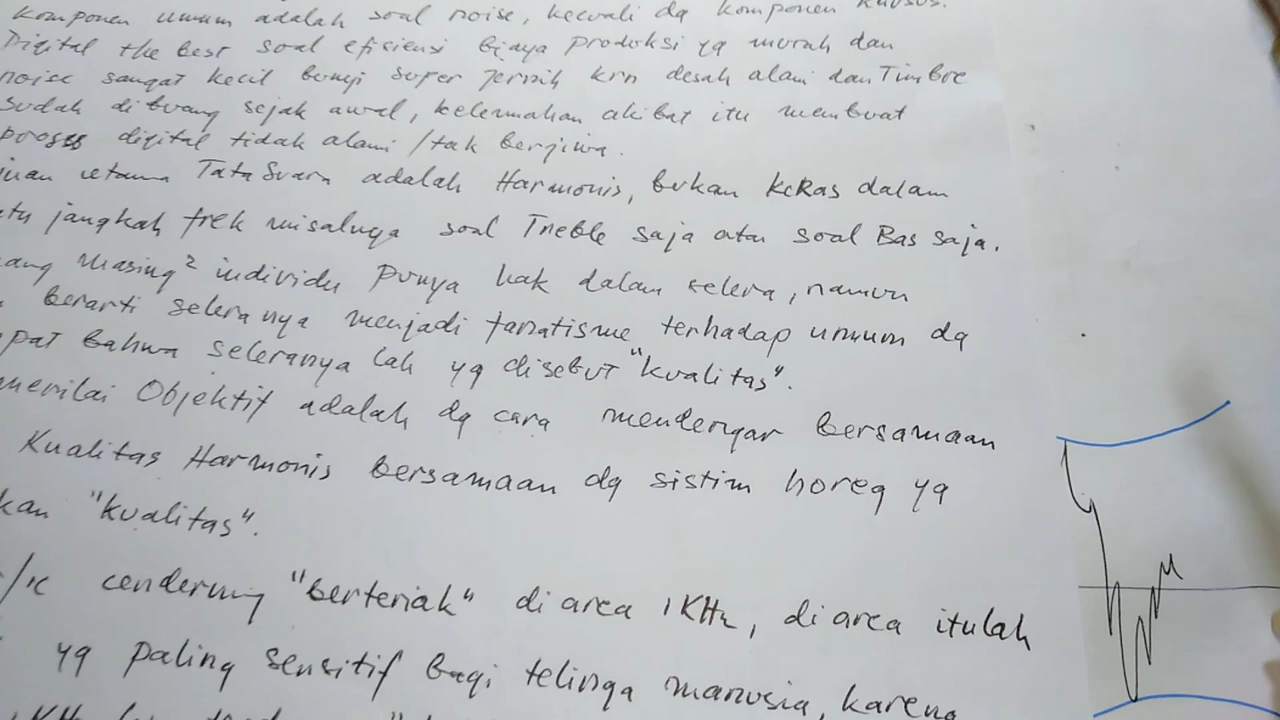 komponen umum adalah soal noise, kecuali dg komponen khusus.
Digital the best soal efisiensi biaya produksi yg murah dan
noise sangat kecil bunyi super jernih krn desah alami dan Timbre
sudah dibuang sejak awal, kelemahan akibat itu membuat
proses digital tidak alami / tak berjiwa.
juan utama Tata Suara adalah Harmonis, bukan KeRas dalam
atu jangkah frek misalnya soal Treble saja atau soal Bas saja.
ang masing² individu punya hak dalam selera, namun
berarti seleranya menjadi fanatisme terhadap umum dg
pat bahwa seleranya lah yg disebut "kualitas".
menilai Objektif adalah dg cara mendengar bersamaan
Kualitas Harmonis bersamaan dg sistim horeg yg
kan "kualitas".
/ic cenderung "berteriak" di area 1KHz, di area itulah
yg paling sensitif bagi telinga manusia, karena
1KHz